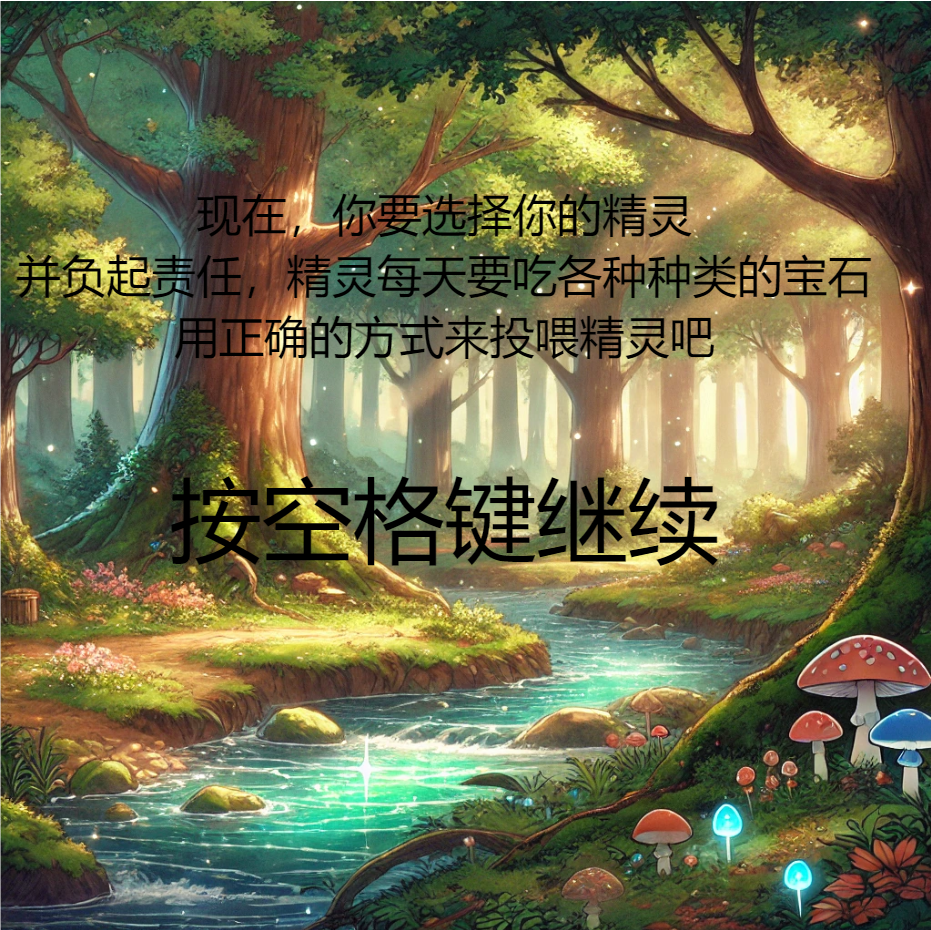 现在，你要选择你的精灵
并负起责任，精灵每天要吃各种种类的宝石
用正确的方式来投喂精灵吧
按空格键继续